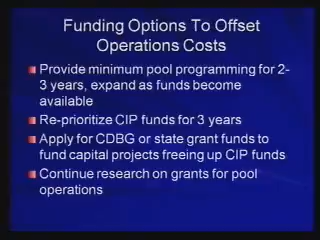 Funding Options To Offset
Operations Costs
Provide minimum pool programming for 2-
3 years, expand as funds become
available
Re-prioritize CIP funds for 3 years
Apply for CDBG or state grant funds to
fund capital projects freeing up CIP funds
Continue research on grants for pool
operations